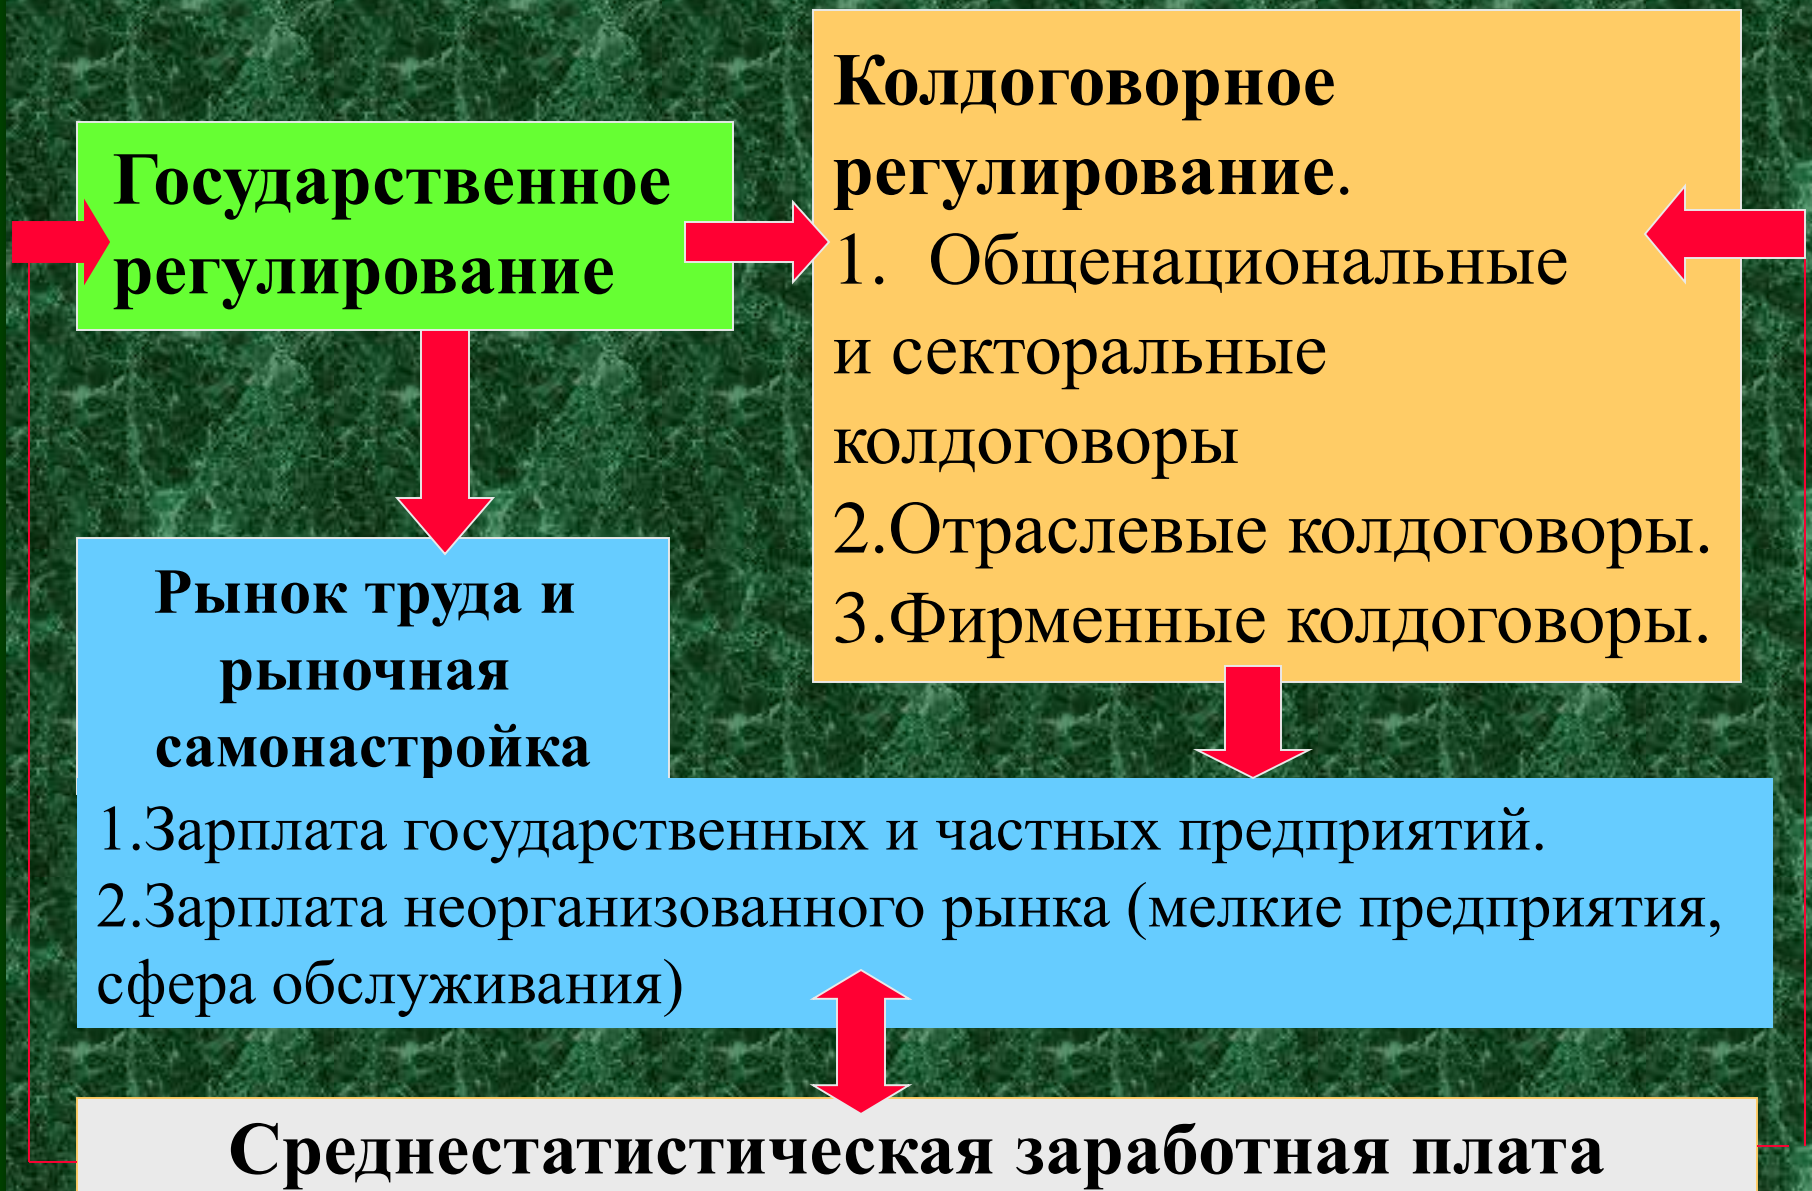 Государственное
регулирование
Колдоговорное
регулирование.
1. Общенациональные
и секторальные
колдоговоры
2.Отраслевые колдоговоры.
3.Фирменные колдоговоры.
Рынок труда и
рыночная
самонастройка
1.Зарплата государственных и частных предприятий.
2.Зарплата неорганизованного рынка (мелкие предприятия,
сфера обслуживания)
Среднестатистическая заработная плата